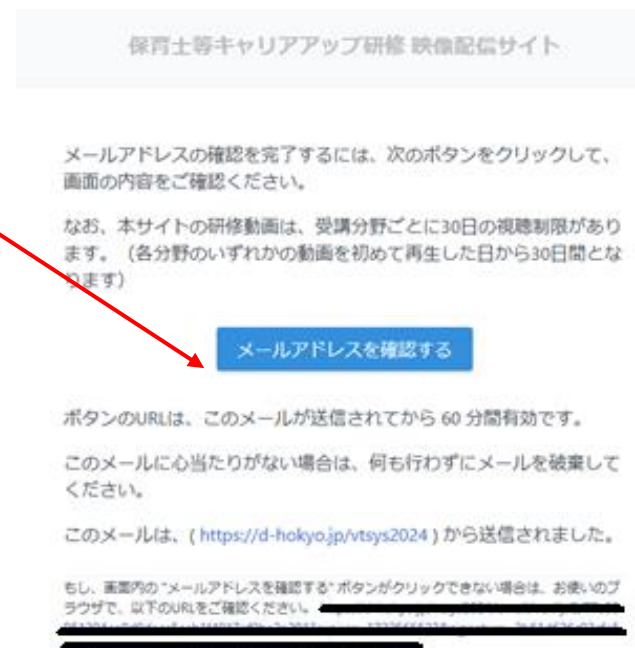 保育士等キャリアアップ研修 映像配信サイト
メールアドレスの確認を完了するには、次のボタンをクリックして、
画面の内容をご確認ください。
なお、本サイトの研修動画は、受講分野ごとに30日の視聴制限があり
ます。（各分野のいずれかの動画を初めて再生した日から30日間とな
ります）
メールアドレスを確認する
ボタンのURLは、このメールが送信されてから 60 分間有効です。
このメールに心当たりがない場合は、何も行わずにメールを破棄して
ください。
このメールは、( https://d-hokyo.jp/vtsys2024 ) から送信されました。
もし、画面内の "メールアドレスを確認する" ボタンがクリックできない場合は、お使いのブ
ラウザで、以下のURLをご確認ください。